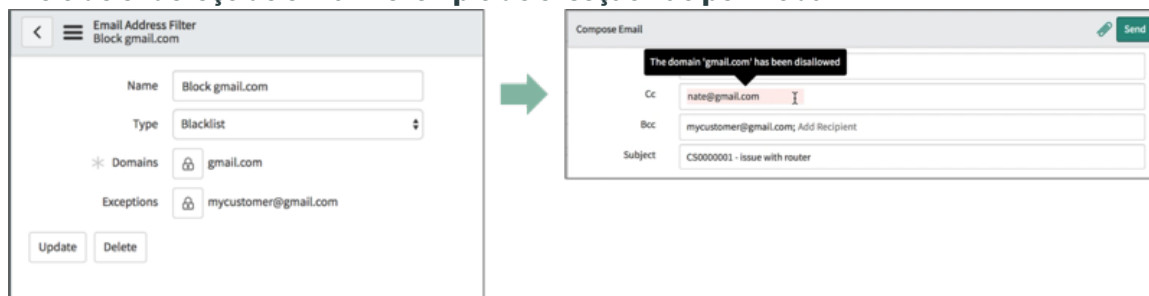 Email Address Filter
Block gmail.com
Name
Block gmail.com
Type
Blacklist
Domains
gmail.com
Exceptions
mycustomer@gmail.com
Update
Delete
Compose Email
Send
The domain 'gmail.com' has been disallowed
Cc
nate@gmail.com
Bcc
mycustomer@gmail.com; Add Recipient
Subject
CS0000001 - issue with router